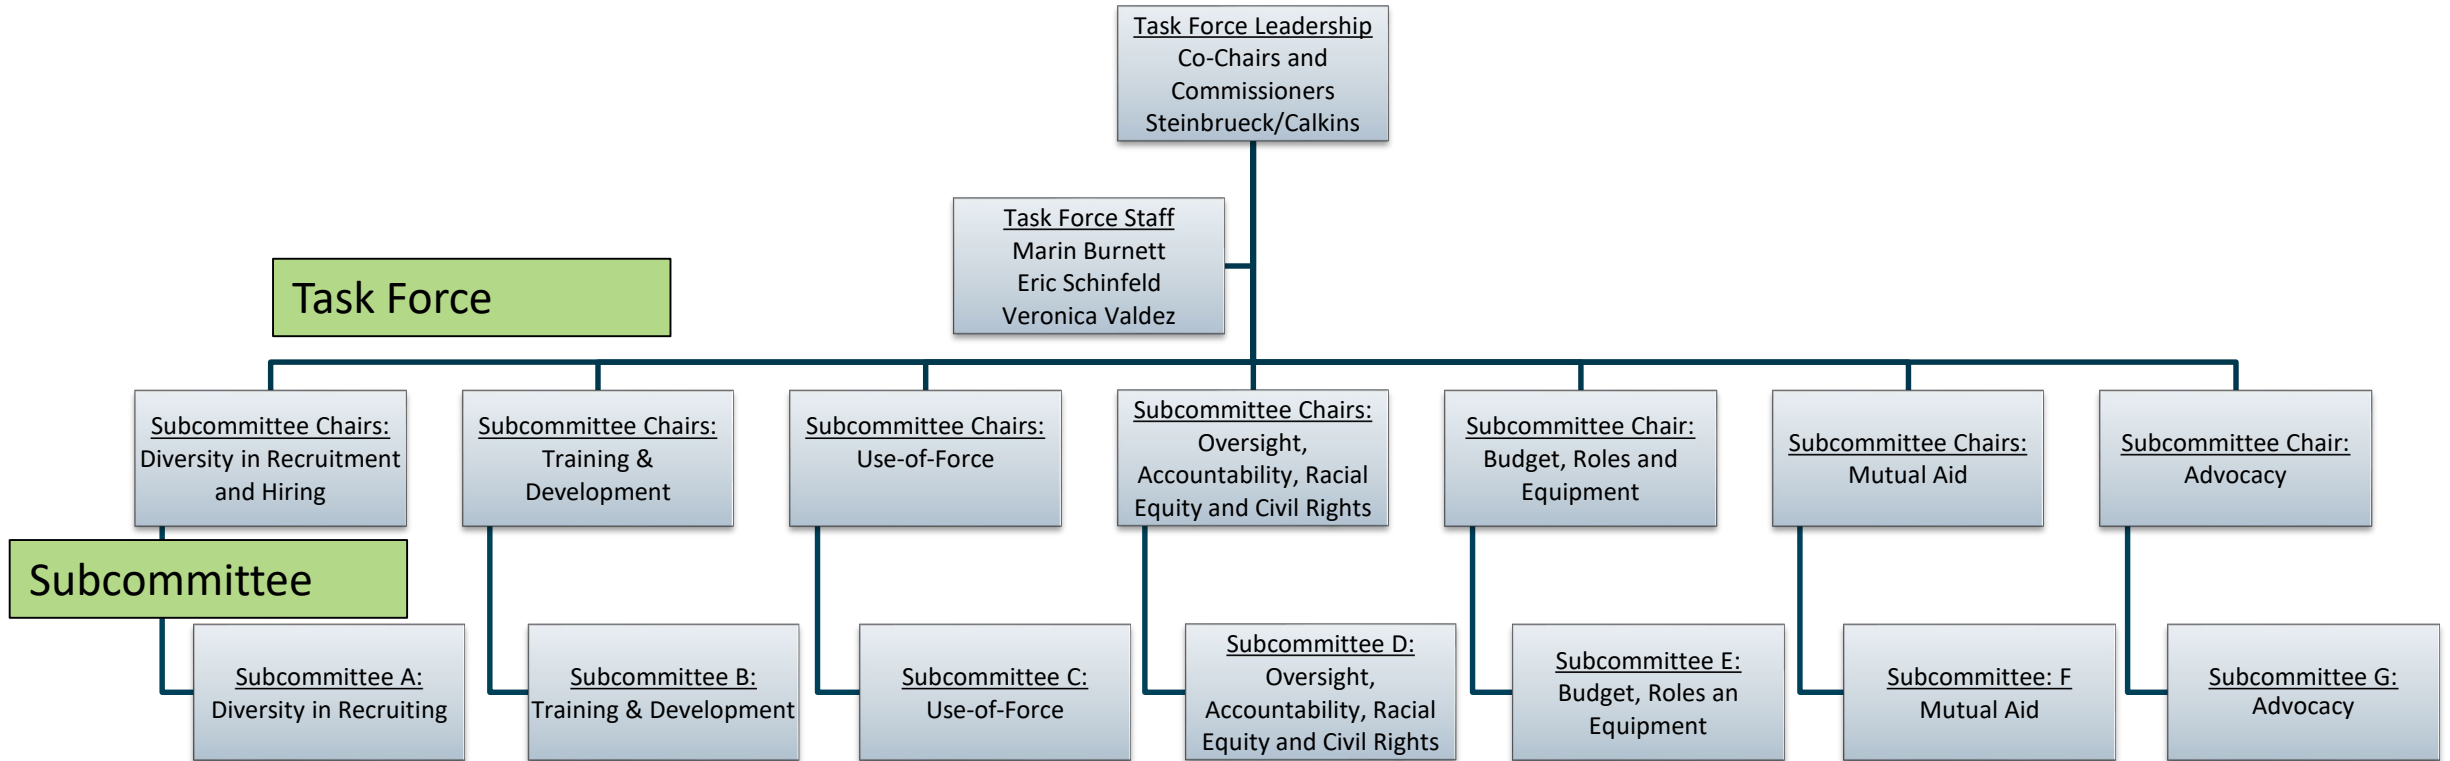 Task Force Leadership
Co-Chairs and
Commissioners
Steinbrueck/Calkins
Task Force Staff
Marin Burnett
Eric Schinfeld
Veronica Valdez
Task Force
Subcommittee Chairs:
Diversity in Recruitment
and Hiring
Subcommittee Chairs:
Training &
Development
Subcommittee Chairs:
Use-of-Force
Subcommittee Chairs:
Oversight,
Accountability, Racial
Equity and Civil Rights
Subcommittee Chair:
Budget, Roles and
Equipment
Subcommittee Chairs:
Mutual Aid
Subcommittee Chair:
Advocacy
Subcommittee
Subcommittee A:
Diversity in Recruiting
Subcommittee B:
Training & Development
Subcommittee C:
Use-of-Force
Subcommittee D:
Oversight,
Accountability, Racial
Equity and Civil Rights
Subcommittee E:
Budget, Roles an
Equipment
Subcommittee: F
Mutual Aid
Subcommittee G:
Advocacy